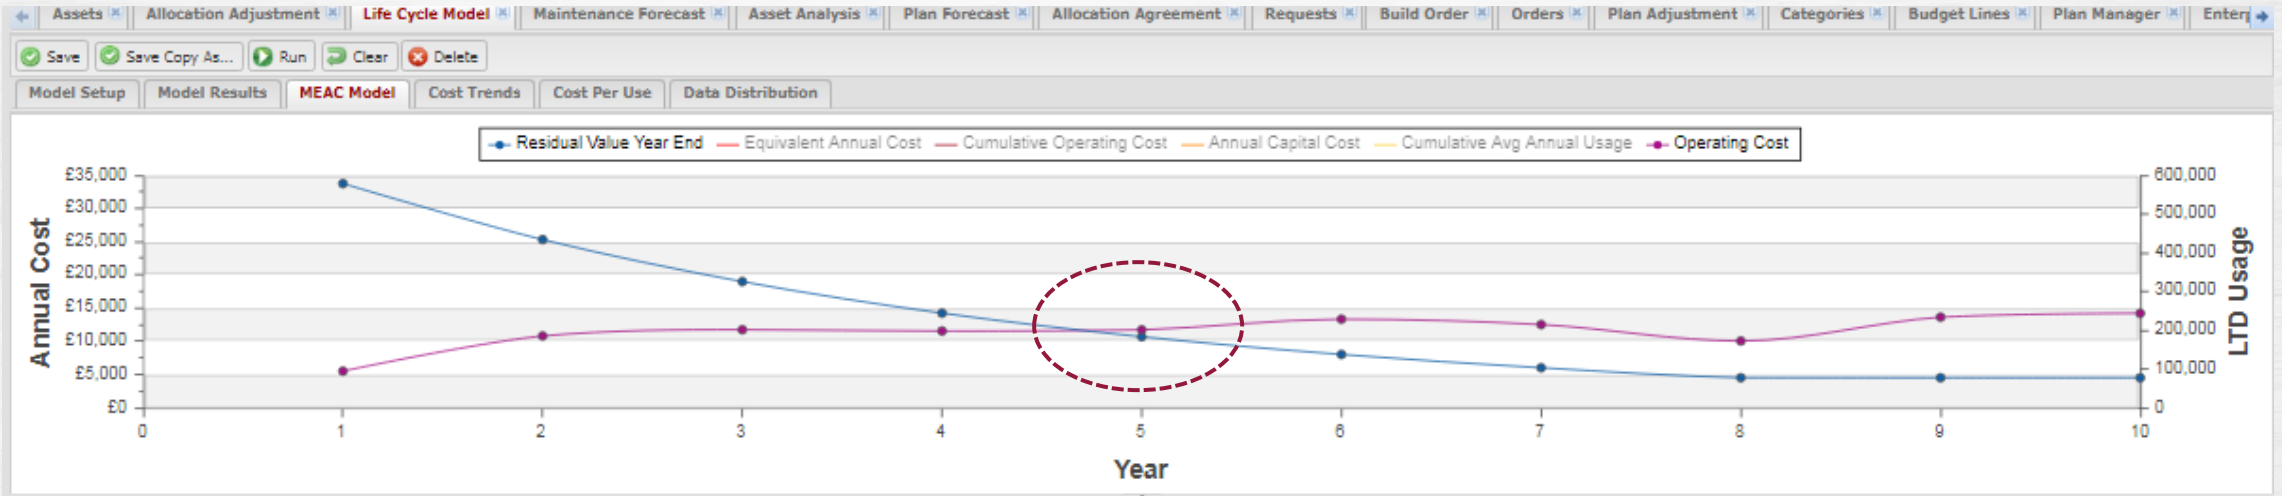 Assets Allocation Adjustment Life Cycle Model Maintenance Forecast Asset Analysis Plan Forecast Allocation Agreement Requests Build Order Orders Plan Adjustment Categories Budget Lines Plan Manager
Save Save Copy As... Run Clear Delete
Model Setup Model Results MEAC Model Cost Trends Cost Per Use Data Distribution
Residual Value Year End Equivalent Annual Cost Cumulative Operating Cost Annual Capital Cost Cumulative Avg Annual Usage Operating Cost
Annual Cost
£35,000
£30,000
£25,000
£20,000
£15,000
£10,000
£5,000
£0
600,000
500,000
400,000
300,000
200,000
100,000
0
LTD Usage
0 1 2 3 4 5 6 7 8 9 10
Year